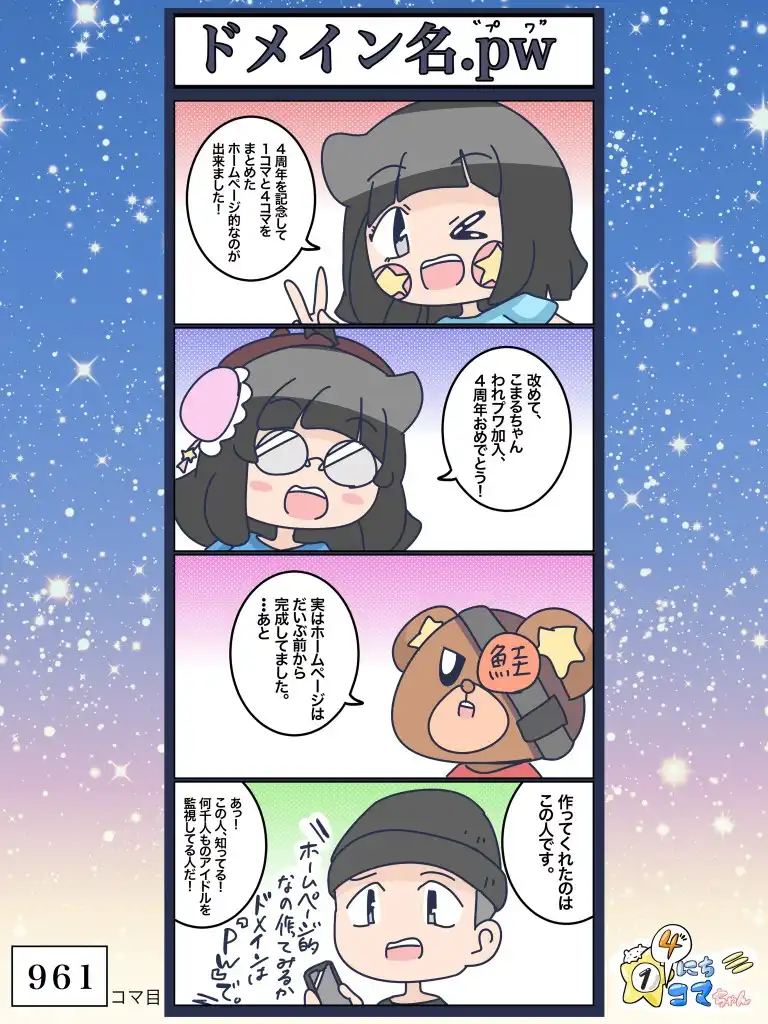 ドメイン名.pw
“プワ”
4周年を記念して
1コマと4コマを
まとめた
ホームページ的なのが
出来ました！
改めて、
こまるちゃん
われプワ加入、
4周年おめでとう！
実はホームページは
だいぶ前から
完成してました。
…あと
鮭
作ってくれたのは
この人です。
ホームページ的
なの作てみるか
ドメインは
"pw"で。
あっ！
この人、知ってる！
何千人ものアイドルを
監視してる人だ！
961
コマ目
1
4
にち
コマちゃん